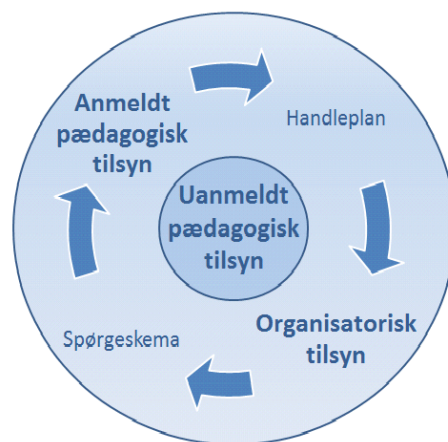 Anmeldt
pædagogisk
tilsyn
Handleplan
Uanmeldt
pædagogisk
tilsyn
Organisatorisk
tilsyn
Spørgeskema